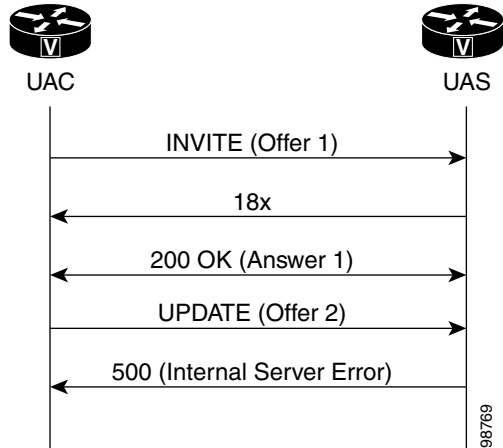 V V
UAC UAS
INVITE (Offer 1)
18x
200 OK (Answer 1)
UPDATE (Offer 2)
500 (Internal Server Error)
98769